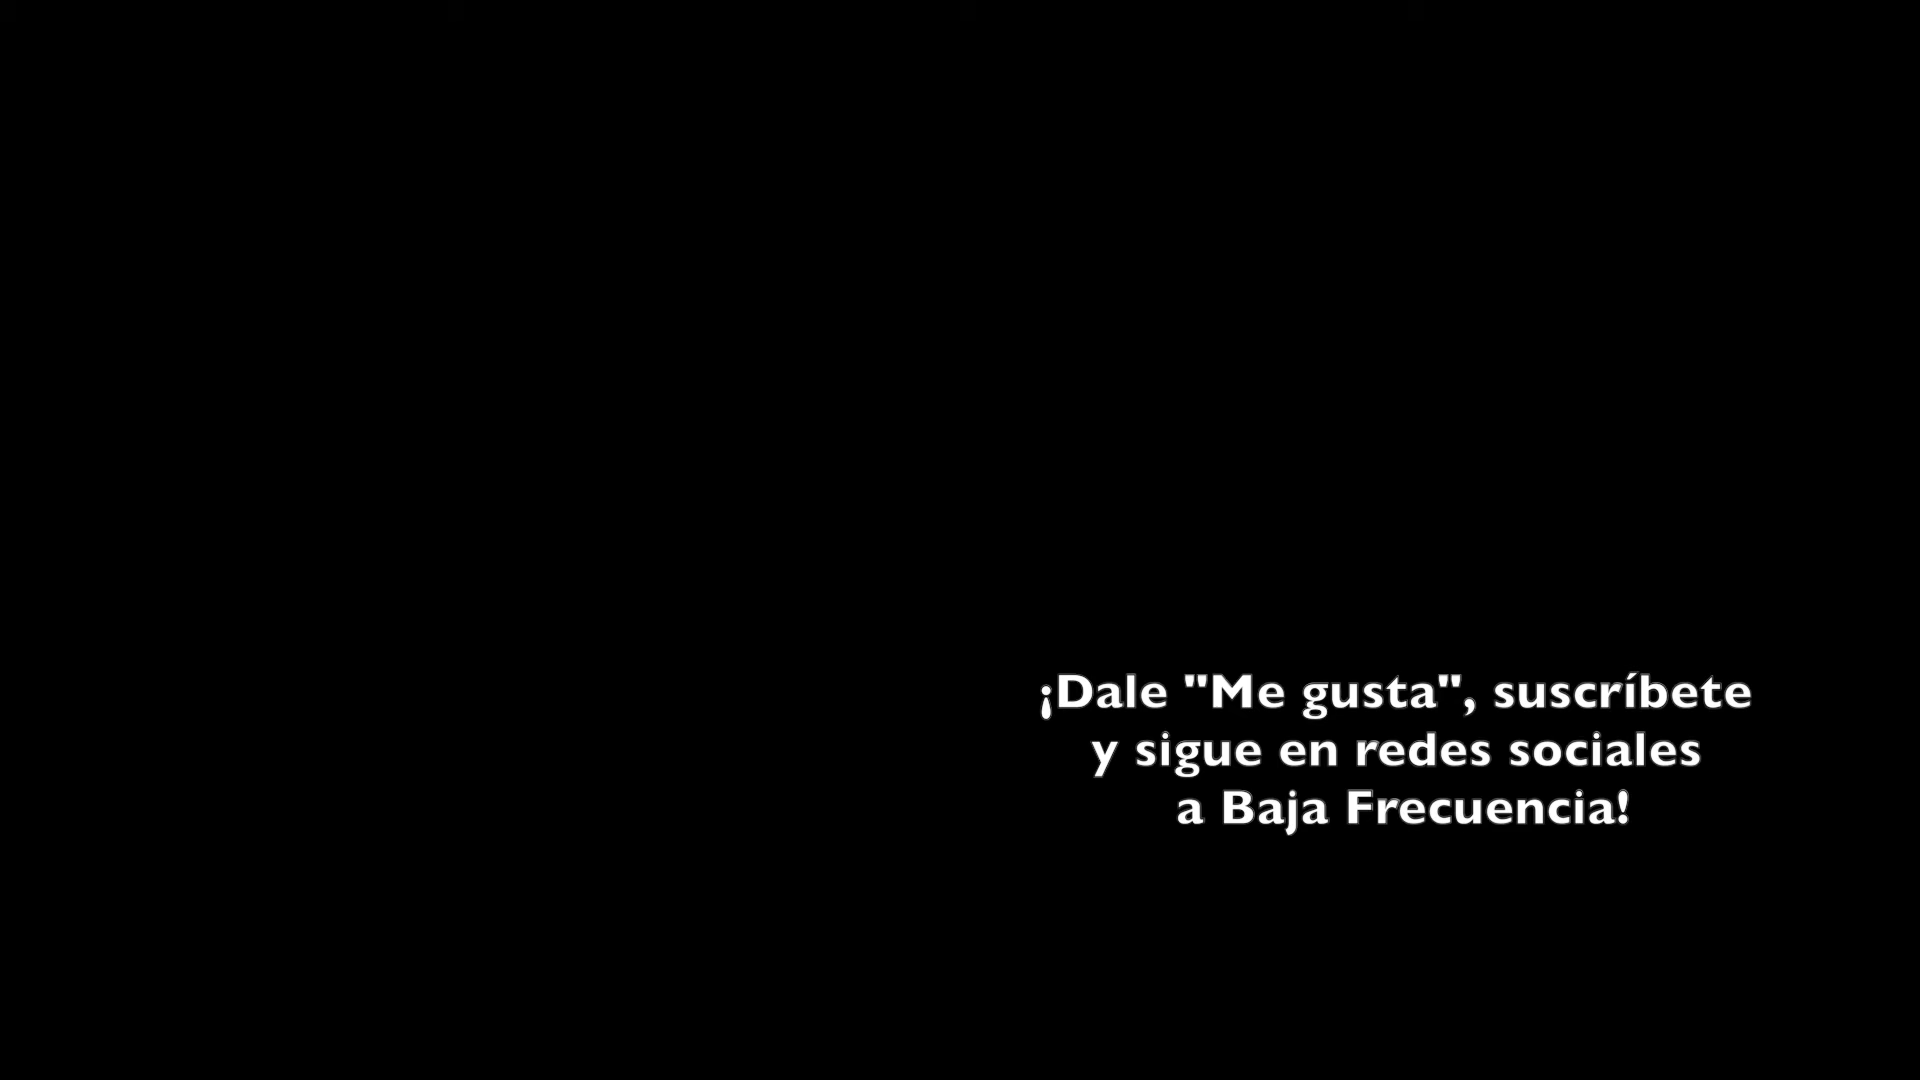 ¡Dale "Me gusta", suscríbete
y sigue en redes sociales
a Baja Frecuencia!